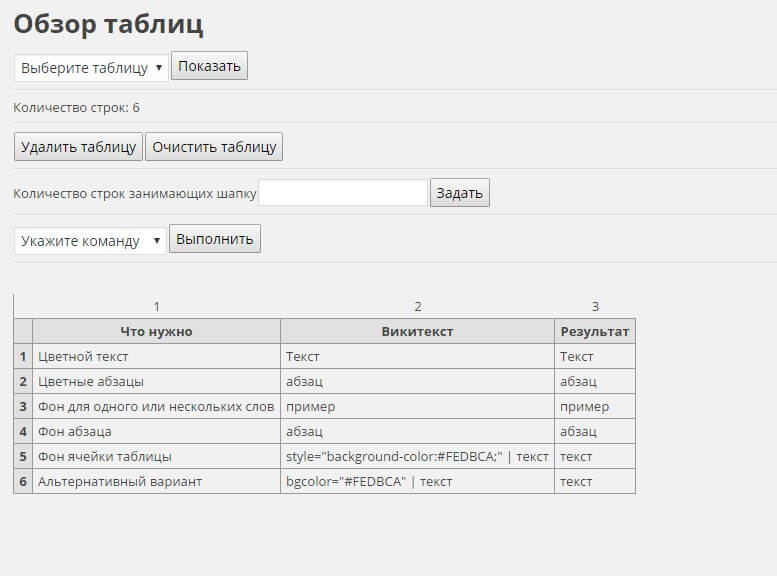 Обзор таблиц
Выберите таблицу Показать
Количество строк: 6
Удалить таблицу Очистить таблицу
Количество строк занимающих шапку Задать
Укажите команду Выполнить
1 2 3
Что нужно Викитекст Результат
1 Цветной текст Текст Текст
2 Цветные абзацы абзац абзац
3 Фон для одного или нескольких слов пример пример
4 Фон абзаца абзац абзац
5 Фон ячейки таблицы style="background-color:#FEDBCA;" | текст текст
6 Альтернативный вариант bgcolor="#FEDBCA" | текст текст